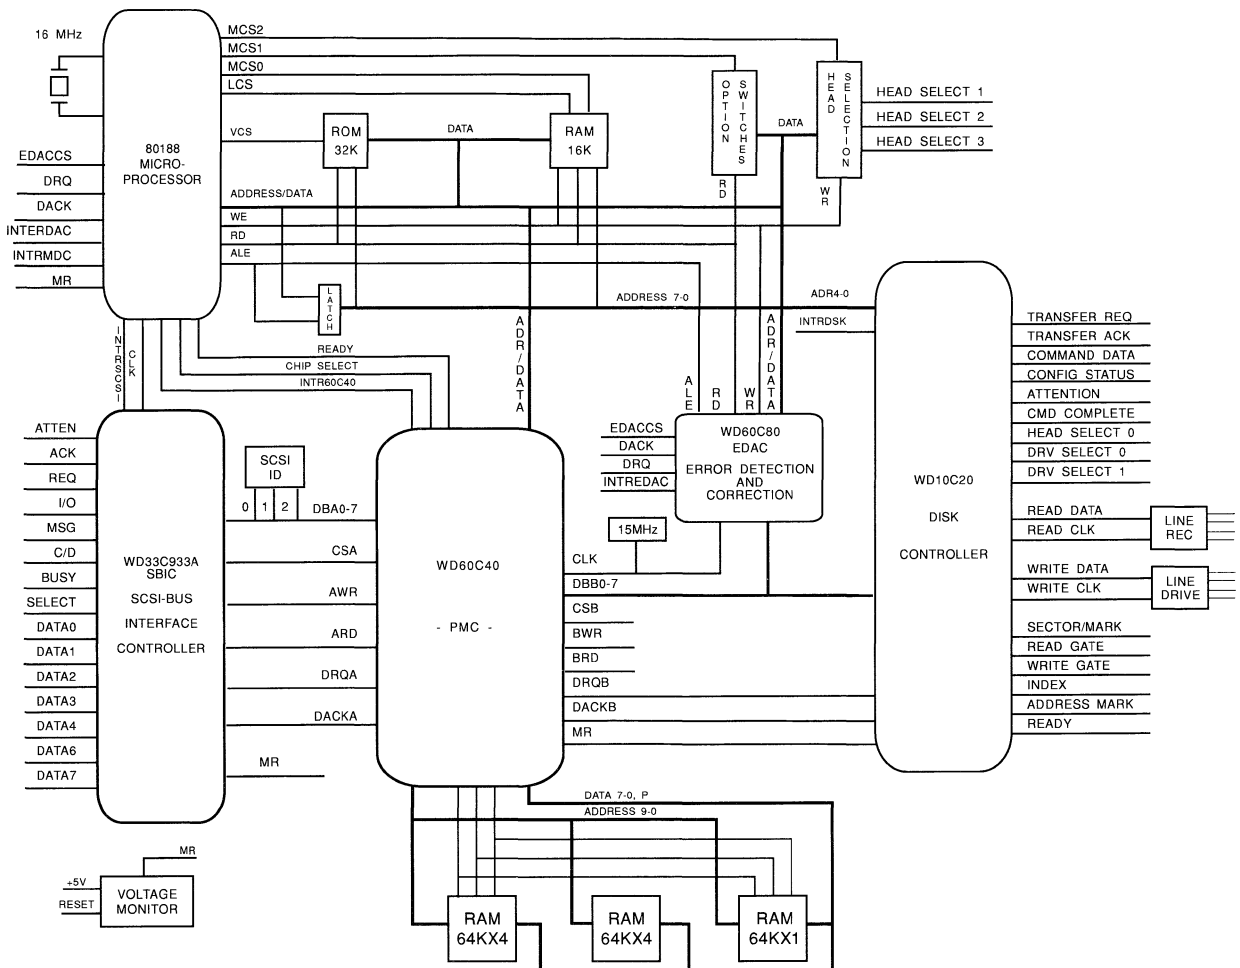 16 MHz
80188
MICRO-
PROCESSOR
EDACCS
DRQ
DACK
INTERDAC
INTRMDC
MR
MCS2
MCS1
MCS0
LCS
VCS
ADDRESS/DATA
WE
RD
ALE
ROM
32K
DATA
RAM
16K
OPTION
SWITCHES
RD
DATA
HEAD
SELECTION
WR
HEAD SELECT 1
HEAD SELECT 2
HEAD SELECT 3
LATCH
ADDRESS 7-0
ADR4-0
INTRDSK
INTRSCSI
CLK
READY
CHIP SELECT
INTR60C40
ADR/DATA
ALE
RD
WR
ADR/DATA
ATTEN
ACK
REQ
I/O
MSG
C/D
BUSY
SELECT
DATA0
DATA1
DATA2
DATA3
DATA4
DATA6
DATA7
WD33C933A
SBIC
SCSI-BUS
INTERFACE
CONTROLLER
SCSI
ID
0 1 2
DBA0-7
CSA
AWR
ARD
DRQA
DACKA
MR
WD60C40
- PMC -
EDACCS
DACK
DRQ
INTREDAC
WD60C80
EDAC
ERROR DETECTION
AND
CORRECTION
15MHz
CLK
DBB0-7
CSB
BWR
BRD
DRQB
DACKB
MR
WD10C20
DISK
CONTROLLER
TRANSFER REQ
TRANSFER ACK
COMMAND DATA
CONFIG STATUS
ATTENTION
CMD COMPLETE
HEAD SELECT 0
DRV SELECT 0
DRV SELECT 1
READ DATA
READ CLK
LINE
REC
WRITE DATA
WRITE CLK
LINE
DRIVE
SECTOR/MARK
READ GATE
WRITE GATE
INDEX
ADDRESS MARK
READY
DATA 7-0, P
ADDRESS 9-0
MR
+5V
RESET
VOLTAGE
MONITOR
RAM
64KX4
RAM
64KX4
RAM
64KX1